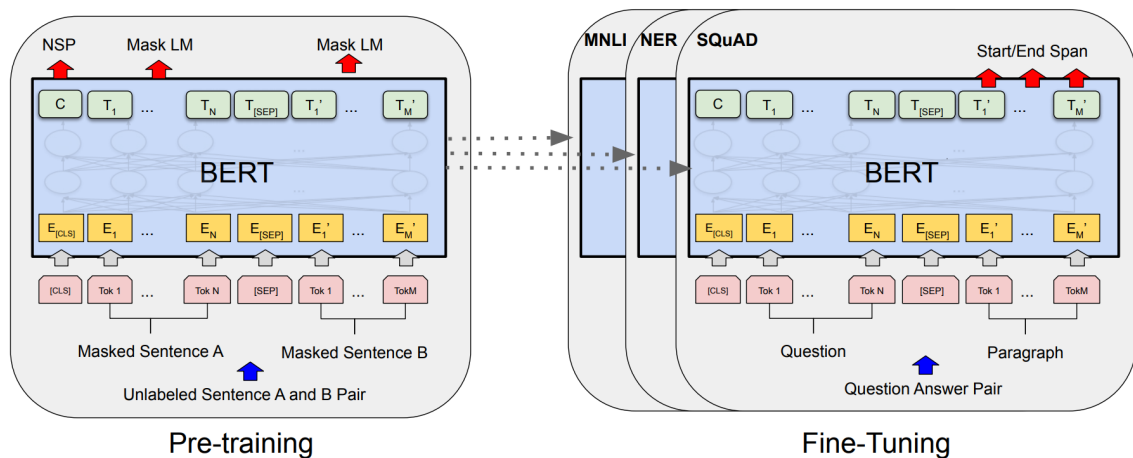 NSP Mask LM Mask LM
C T1 ... TN T[SEP] T1' ... TM'
...
BERT
...
E[CLS] E1 ... EN E[SEP] E1' ... EM'
[CLS] Tok 1 ... Tok N [SEP] Tok 1 ... TokM
Masked Sentence A Masked Sentence B
Unlabeled Sentence A and B Pair
Pre-training
MNLI NER SQuAD
Start/End Span
C T1 ... TN T[SEP] T1' ... TM'
...
BERT
...
E[CLS] E1 ... EN E[SEP] E1' ... EM'
[CLS] Tok 1 ... Tok N [SEP] Tok 1 ... TokM
Question Paragraph
Question Answer Pair
Fine-Tuning